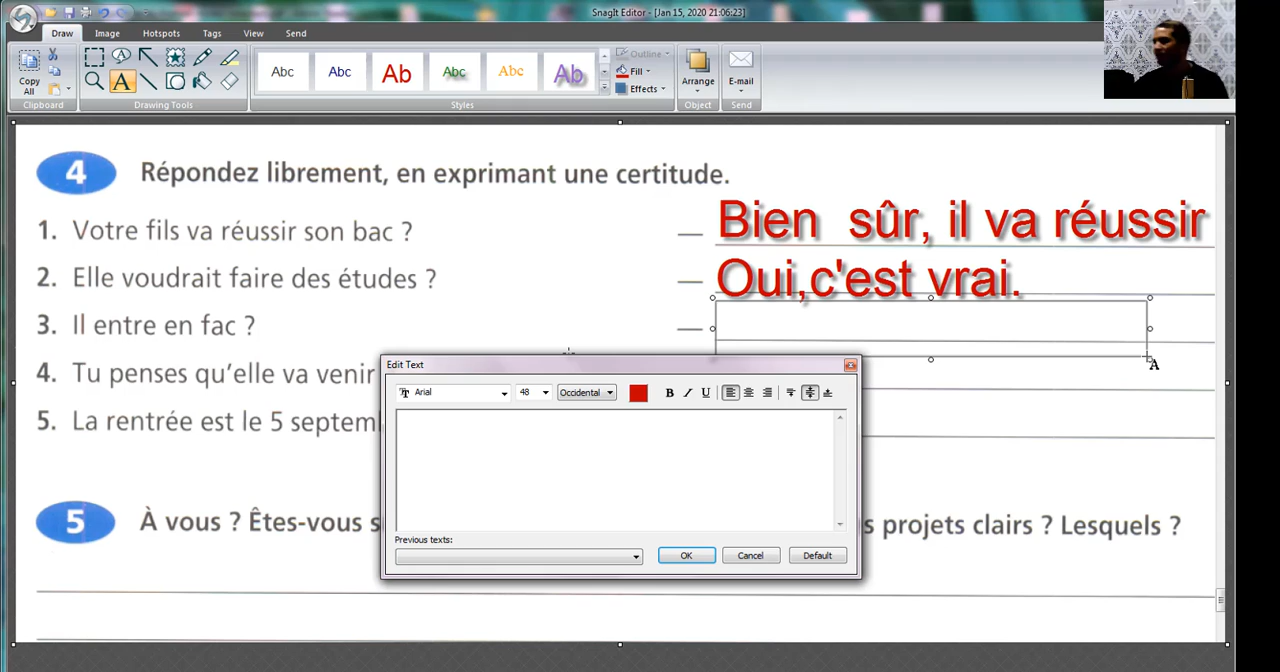 SnagIt Editor - [Jan 15, 2020 21:06:23]
Draw Image Hotspots Tags View Send
Copy All
Clipboard
Drawing Tools
Abc Abc Ab Abc Abc Ab
Styles
Outline
Fill
Effects
Arrange
Object
E-mail
Send
4 Répondez librement, en exprimant une certitude.
1. Votre fils va réussir son bac ? — Bien sûr, il va réussir
2. Elle voudrait faire des études ? — Oui,c'est vrai.
3. Il entre en fac ? —
4. Tu penses qu'elle va venir
5. La rentrée est le 5 septem
Edit Text
Arial 48 Occidental B I U
Previous texts:
OK Cancel Default
5 À vous ? Êtes-vous s projets clairs ? Lesquels ?